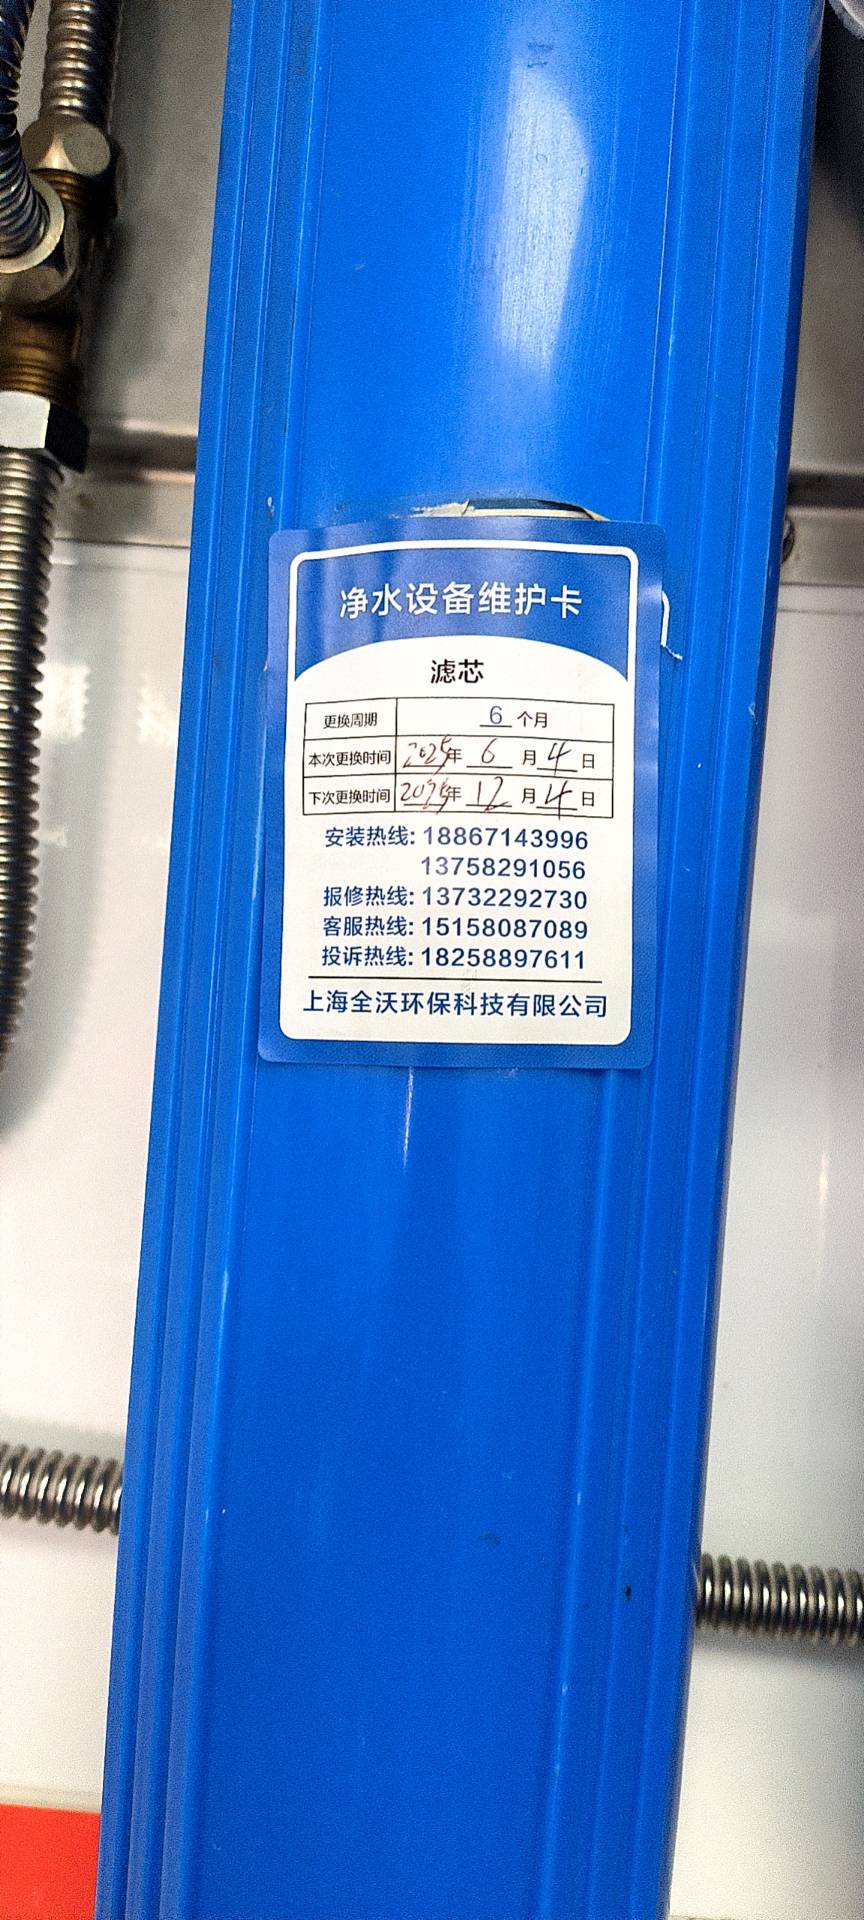 净水设备维护卡
滤芯
更换周期 6 个月
本次更换时间 2025年 6 月 4 日
下次更换时间 2025年 12 月 4 日
安装热线: 18867143996
13758291056
报修热线: 13732292730
客服热线: 15158087089
投诉热线: 18258897611
上海全沃环保科技有限公司